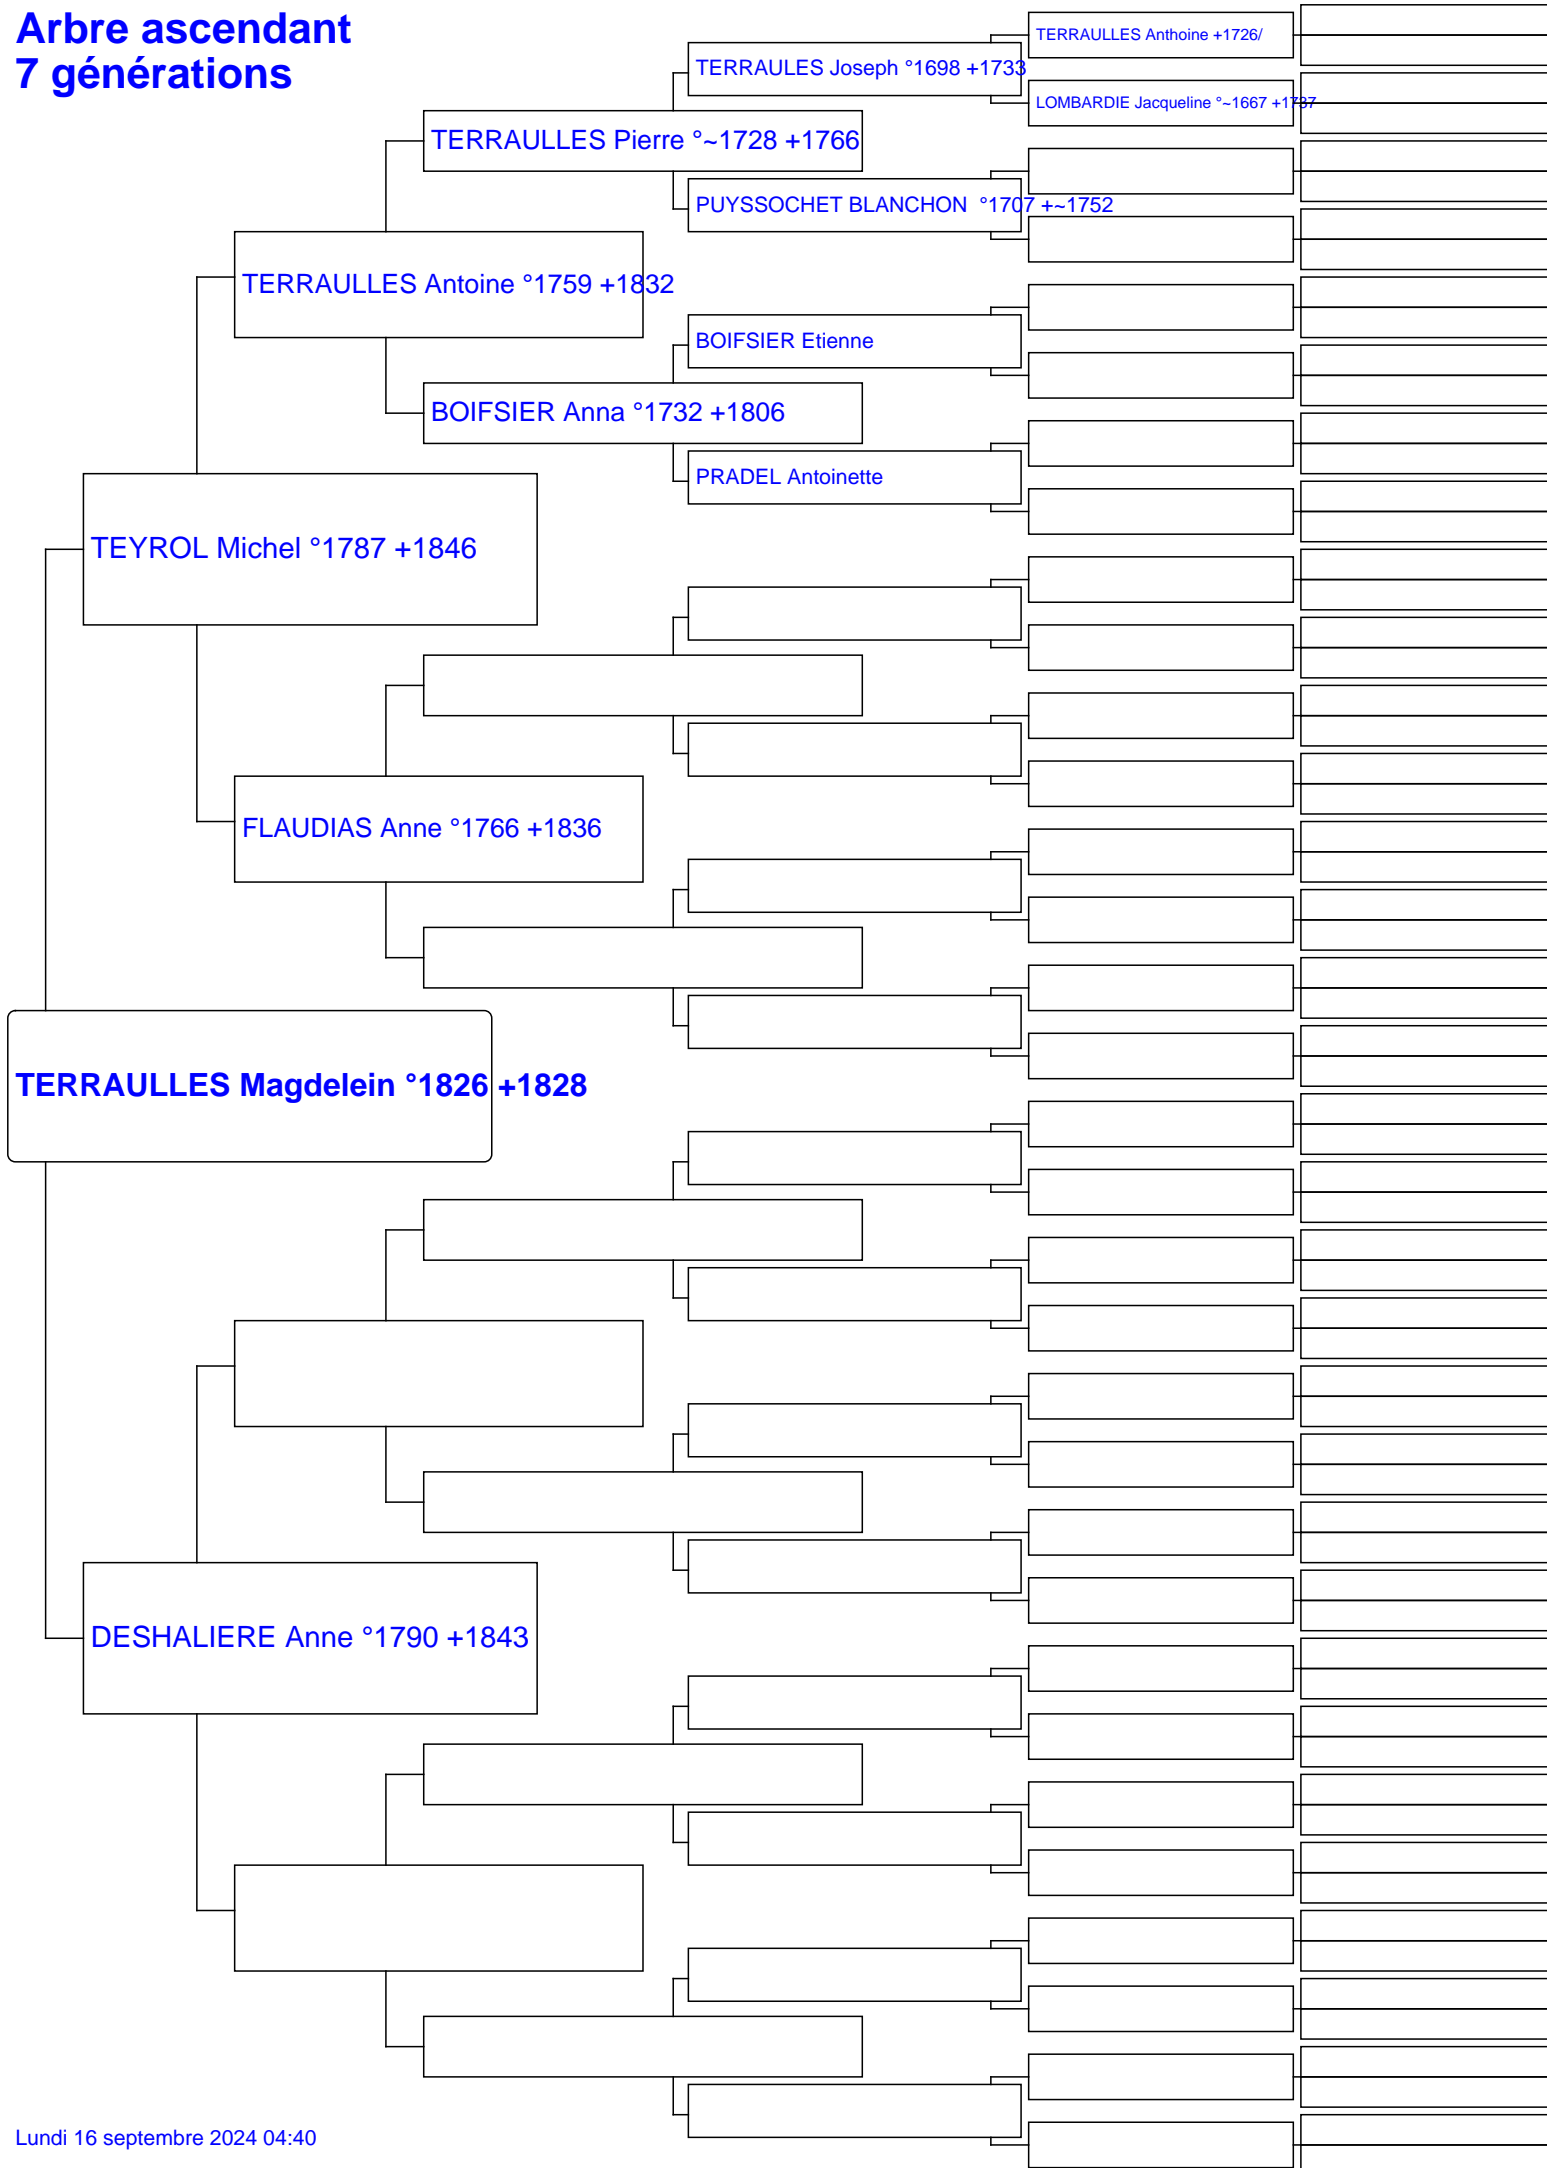 Arbre ascendant
7 générations
TERRAULLES Anthoine +1726/
TERRAULES Joseph °1698 +1733
LOMBARDIE Jacqueline °~1667 +1737
TERRAULLES Pierre °~1728 +1766
PUYSSOCHET BLANCHON  °1707 +~1752
TERRAULLES Antoine °1759 +1832
BOIFSIER Etienne
BOIFSIER Anna °1732 +1806
PRADEL Antoinette
TEYROL Michel °1787 +1846
FLAUDIAS Anne °1766 +1836
TERRAULLES Magdelein °1826 +1828
DESHALIERE Anne °1790 +1843
Lundi 16 septembre 2024 04:40